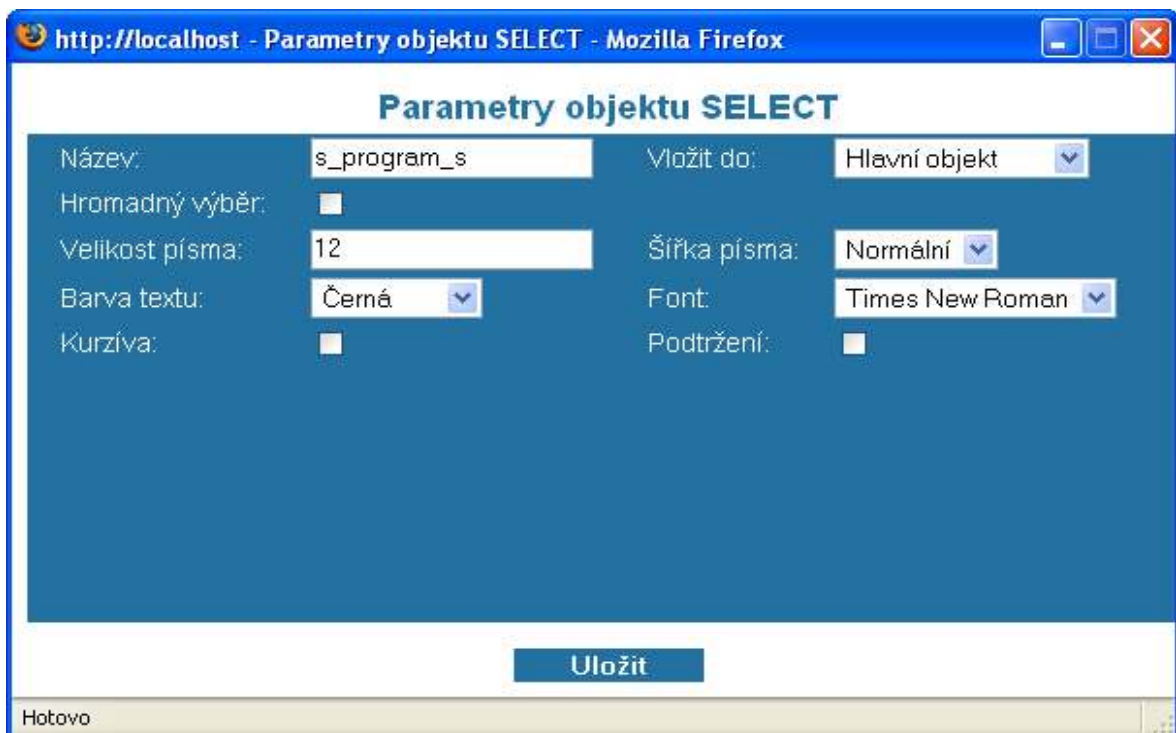 http://localhost - Parametry objektu SELECT - Mozilla Firefox
Parametry objektu SELECT
Název: s_program_s Vložit do: Hlavní objekt
Hromadný výběr:
Velikost písma: 12 Šířka písma: Normální
Barva textu: Černá Font: Times New Roman
Kurzíva: Podtržení:
Uložit
Hotovo